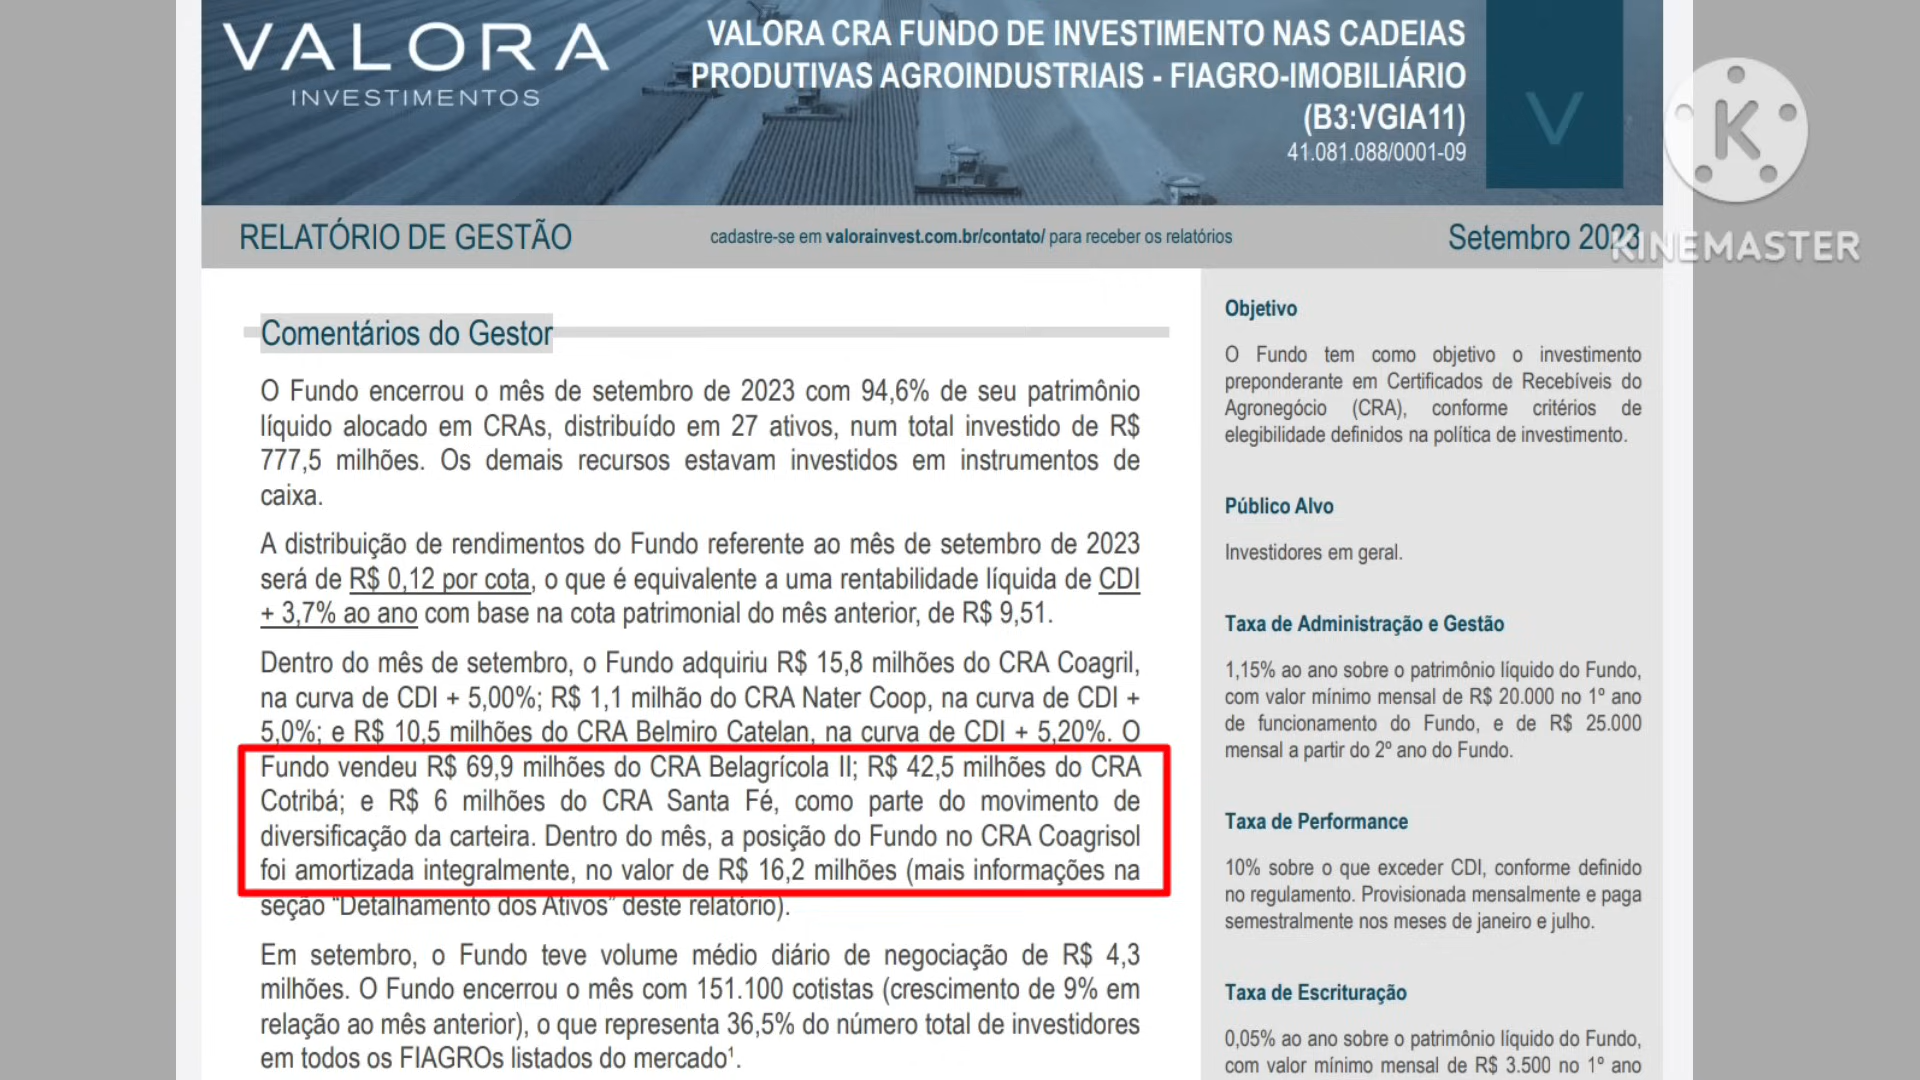 VALORA
INVESTIMENTOS
VALORA CRA FUNDO DE INVESTIMENTO NAS CADEIAS
PRODUTIVAS AGROINDUSTRIAIS - FIAGRO-IMOBILIÁRIO
(B3:VGIA11)
41.081.088/0001-09
V
K
KINEMASTER
RELATÓRIO DE GESTÃO
cadastre-se em valorainvest.com.br/contato/ para receber os relatórios
Setembro 2023
Comentários do Gestor
O Fundo encerrou o mês de setembro de 2023 com 94,6% de seu patrimônio
líquido alocado em CRAs, distribuído em 27 ativos, num total investido de R$
777,5 milhões. Os demais recursos estavam investidos em instrumentos de
caixa.
A distribuição de rendimentos do Fundo referente ao mês de setembro de 2023
será de R$ 0,12 por cota, o que é equivalente a uma rentabilidade líquida de CDI
+ 3,7% ao ano com base na cota patrimonial do mês anterior, de R$ 9,51.
Dentro do mês de setembro, o Fundo adquiriu R$ 15,8 milhões do CRA Coagril,
na curva de CDI + 5,00%; R$ 1,1 milhão do CRA Nater Coop, na curva de CDI +
5,0%; e R$ 10,5 milhões do CRA Belmiro Catelan, na curva de CDI + 5,20%. O
Fundo vendeu R$ 69,9 milhões do CRA Belagrícola II; R$ 42,5 milhões do CRA
Cotribá; e R$ 6 milhões do CRA Santa Fé, como parte do movimento de
diversificação da carteira. Dentro do mês, a posição do Fundo no CRA Coagrisol
foi amortizada integralmente, no valor de R$ 16,2 milhões (mais informações na
seção "Detalhamento dos Ativos" deste relatório).
Em setembro, o Fundo teve volume médio diário de negociação de R$ 4,3
milhões. O Fundo encerrou o mês com 151.100 cotistas (crescimento de 9% em
relação ao mês anterior), o que representa 36,5% do número total de investidores
em todos os FIAGROs listados do mercado¹.
Objetivo
O Fundo tem como objetivo o investimento
preponderante em Certificados de Recebíveis do
Agronegócio (CRA), conforme critérios de
elegibilidade definidos na política de investimento.
Público Alvo
Investidores em geral.
Taxa de Administração e Gestão
1,15% ao ano sobre o patrimônio líquido do Fundo,
com valor mínimo mensal de R$ 20.000 no 1º ano
de funcionamento do Fundo, e de R$ 25.000
mensal a partir do 2º ano do Fundo.
Taxa de Performance
10% sobre o que exceder CDI, conforme definido
no regulamento. Provisionada mensalmente e paga
semestralmente nos meses de janeiro e julho.
Taxa de Escrituração
0,05% ao ano sobre o patrimônio líquido do Fundo,
com valor mínimo mensal de R$ 3.500 no 1º ano